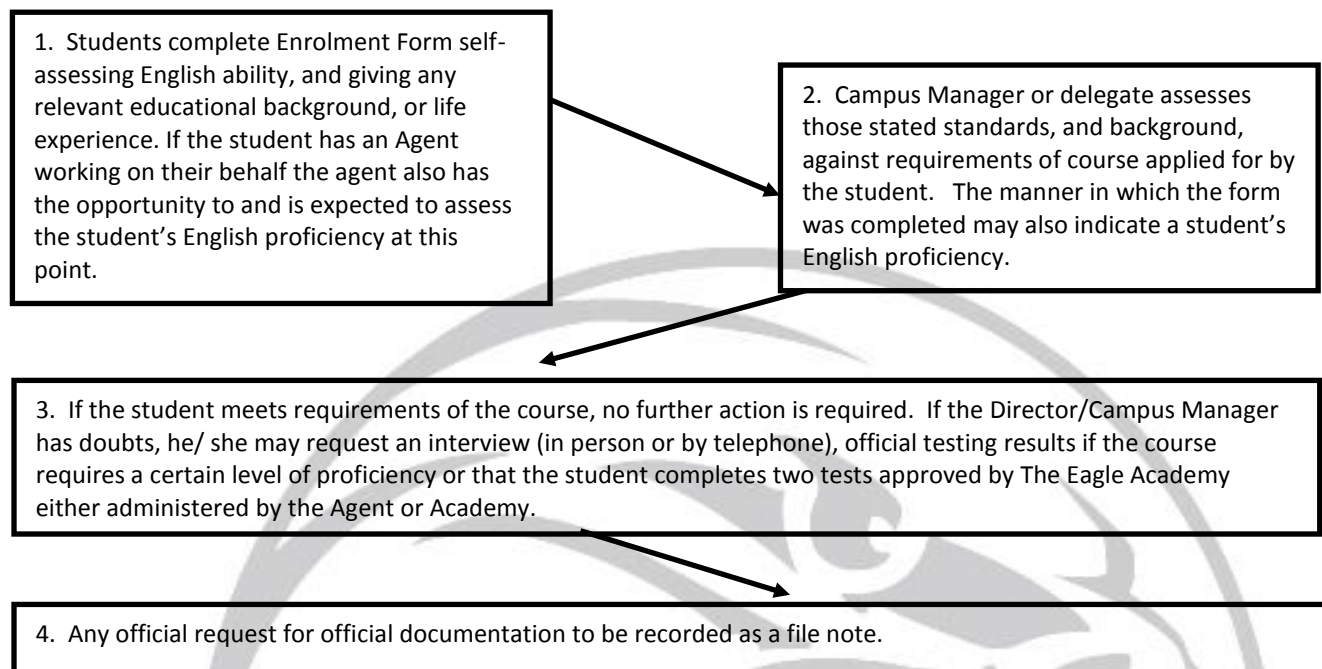 1. Students complete Enrolment Form self-
assessing English ability, and giving any
relevant educational background, or life
experience. If the student has an Agent
working on their behalf the agent also has
the opportunity to and is expected to assess
the student’s English proficiency at this
point.
2. Campus Manager or delegate assesses
those stated standards, and background,
against requirements of course applied for by
the student. The manner in which the form
was completed may also indicate a student’s
English proficiency.
3. If the student meets requirements of the course, no further action is required. If the Director/Campus Manager
has doubts, he/ she may request an interview (in person or by telephone), official testing results if the course
requires a certain level of proficiency or that the student completes two tests approved by The Eagle Academy
either administered by the Agent or Academy.
4. Any official request for official documentation to be recorded as a file note.